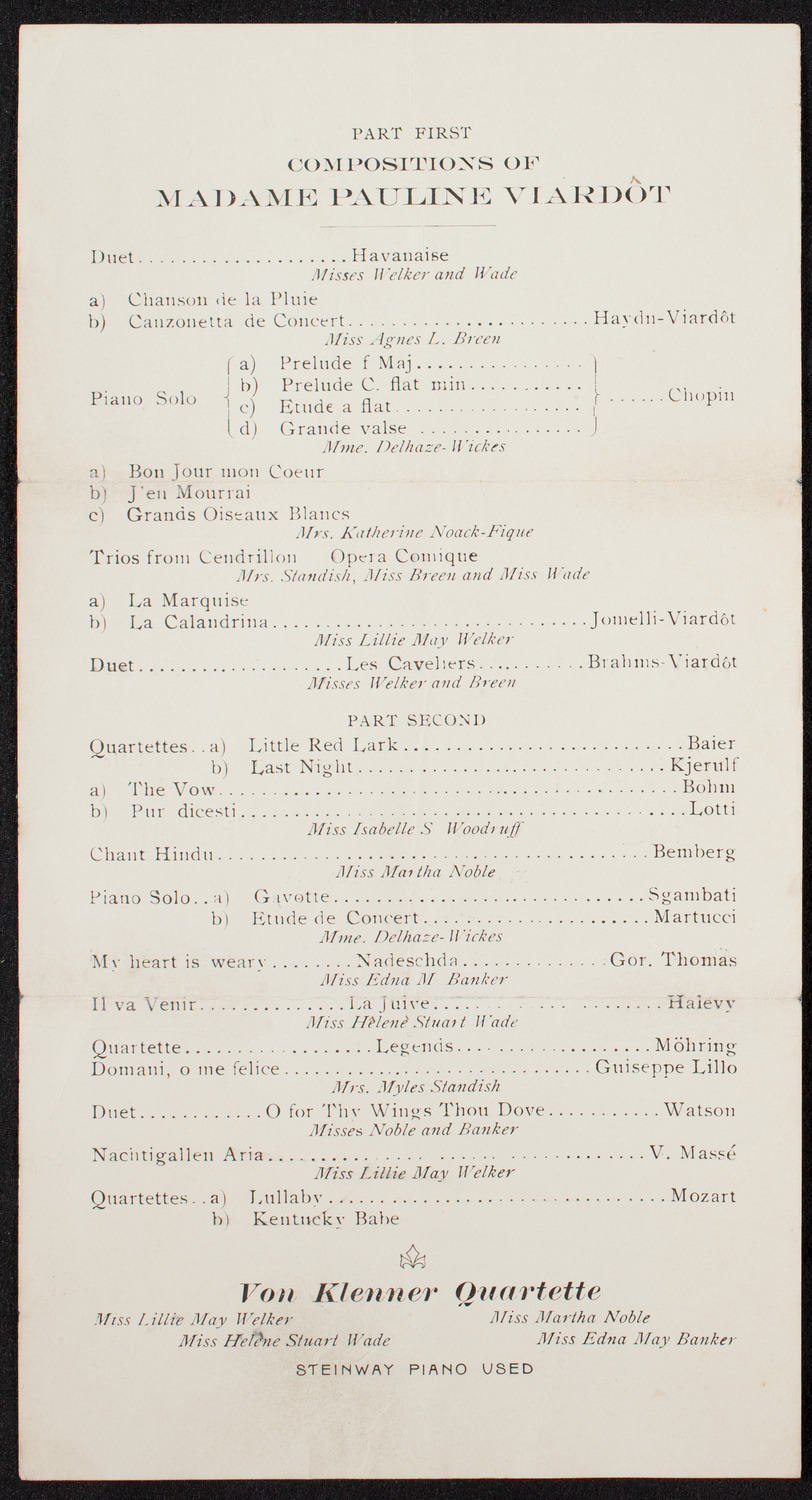 PART FIRST
COMPOSITIONS OF
MADAME PAULINE VIARDÒT
Duet....................Havanaise
Misses Welker and Wade
a) Chanson de la Pluie
b) Canzonetta de Concert........................Haydn-Viardôt
Miss Agnes L. Breen
a) Prelude f Maj................
b) Prelude C. flat min...........
Piano Solo ......Chopin
c) Etude a flat..................
d) Grande valse ................
Mme. Delhaze-Wickes
a) Bon Jour mon Coeur
b) J'en Mourrai
c) Grands Oiseaux Blancs
Mrs. Katherine Noack-Fique
Trios from Cendrillon Opera Comique
Mrs. Standish, Miss Breen and Miss Wade
a) La Marquise
b) La Calandrina..............................Jomelli-Viardôt
Miss Lillie May Welker
Duet....................Les Caveliers...........Brahms-Viardôt
Misses Welker and Breen
PART SECOND
Quartettes..a) Little Red Lark...........................Baier
b) Last Night.............................Kjerulf
a) The Vow............................................Bohm
b) Pur dicesti...........................................Lotti
Miss Isabelle S Woodruff
Chant Hindu.........................................Bemberg
Miss Martha Noble
Piano Solo..a) Gavotte..............................Sgambati
b) Etude de Concert......................Martucci
Mme. Delhaze-Wickes
My heart is weary........Nadeschda..............Gor. Thomas
Miss Edna M Banker
Il va Venir..............La Juive......................Halevy
Miss Hèlenè Stuart Wade
Quartette..................Legends...................Möhring
Domani, o me felice.............................Guiseppe Lillo
Mrs. Myles Standish
Duet............O for Thy Wings Thou Dove...........Watson
Misses Noble and Banker
Nachtigallen Aria....................................V. Massé
Miss Lillie May Welker
Quartettes..a) Lullaby................................Mozart
b) Kentucky Babe
Von Klenner Quartette
Miss Lillie May Welker Miss Martha Noble
Miss Helène Stuart Wade Miss Edna May Banker
STEINWAY PIANO USED